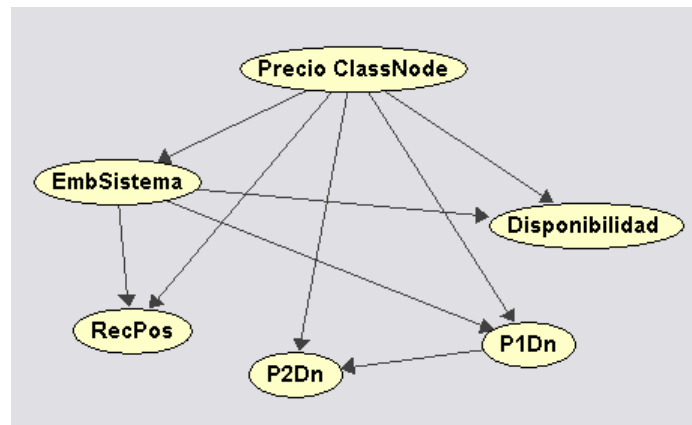 Precio ClassNode
EmbSistema
Disponibilidad
RecPos
P1Dn
P2Dn